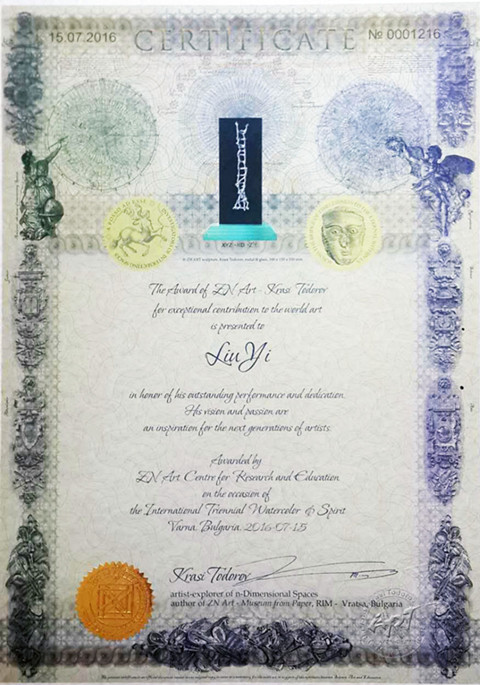 15.07.2016 CERTIFICATE № 0001216
The Award of ZN Art - Krasi Todorov
for exceptional contribution to the world art
is presented to
Liu Yi
in honor of his outstanding performance and dedication.
His vision and passion are
an inspiration for the next generations of artists.
Awarded by
ZN Art Centre for Research and Education
on the occasion of
the International Triennial Watercolor & Spirit
Varna, Bulgaria, 2016-07-15
Krasi Todorov
artist-explorer of n-Dimensional Spaces
author of ZN Art - Museum from Paper, RIM - Vratsa, Bulgaria